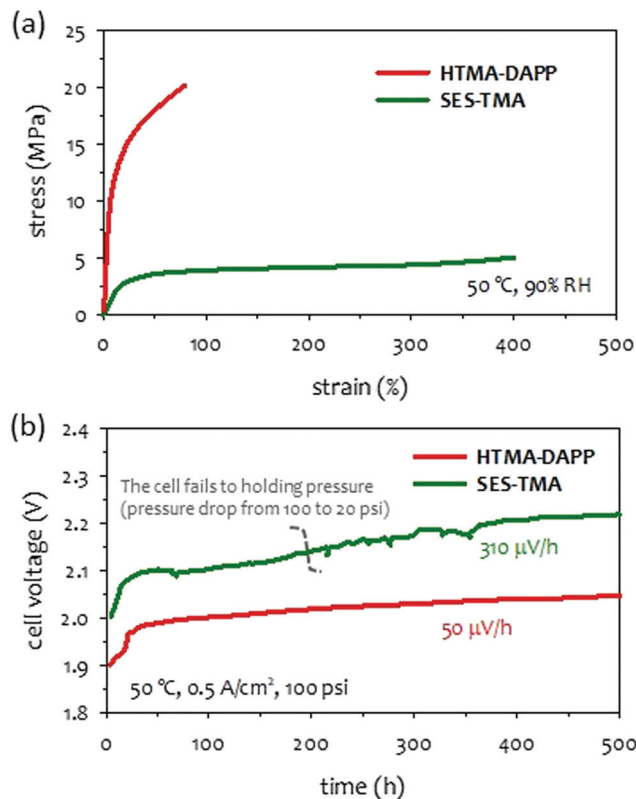 (a)
25
20
15
10
5
0
stress (MPa)
HTMA-DAPP
SES-TMA
50 °C, 90% RH
0 100 200 300 400 500
strain (%)
(b)
2.4
2.3
2.2
2.1
2.0
1.9
1.8
cell voltage (V)
HTMA-DAPP
SES-TMA
The cell fails to holding pressure
(pressure drop from 100 to 20 psi)
310 µV/h
50 µV/h
50 °C, 0.5 A/cm², 100 psi
0 100 200 300 400 500
time (h)